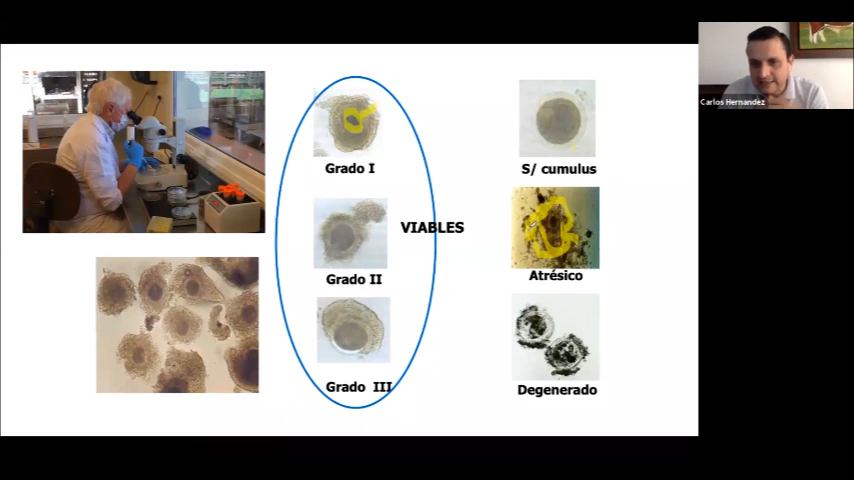 Carlos Hernandez
Grado I
S/ cumulus
VIABLES
Grado II
Atrésico
Grado III
Degenerado